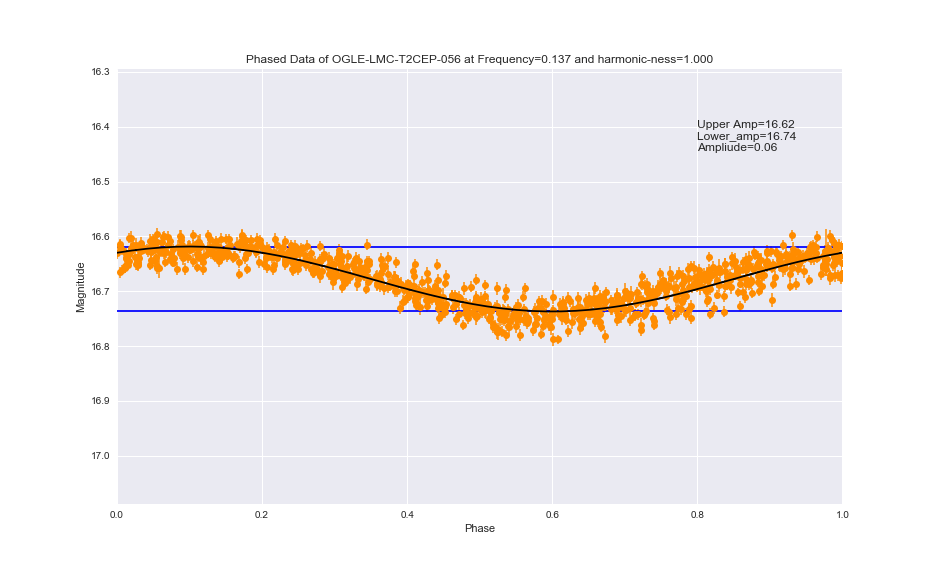 Phased Data of OGLE-LMC-T2CEP-056 at Frequency=0.137 and harmonic-ness=1.000
16.3
16.4
16.5
16.6
16.7
16.8
16.9
17.0
Magnitude
Upper Amp=16.62
Lower_amp=16.74
Ampliude=0.06
0.0 0.2 0.4 0.6 0.8 1.0
Phase